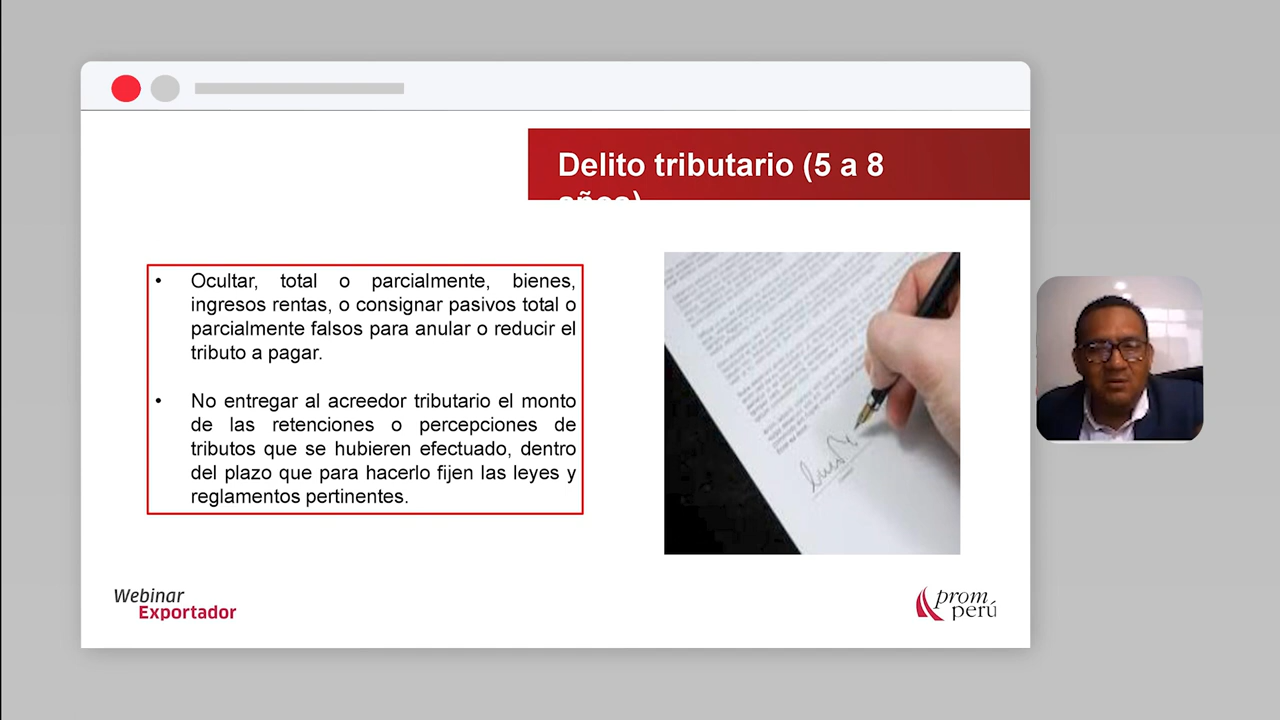 Delito tributario (5 a 8
años)
• Ocultar, total o parcialmente, bienes,
ingresos rentas, o consignar pasivos total o
parcialmente falsos para anular o reducir el
tributo a pagar.
• No entregar al acreedor tributario el monto
de las retenciones o percepciones de
tributos que se hubieren efectuado, dentro
del plazo que para hacerlo fijen las leyes y
reglamentos pertinentes.
Webinar
Exportador
prom
perú